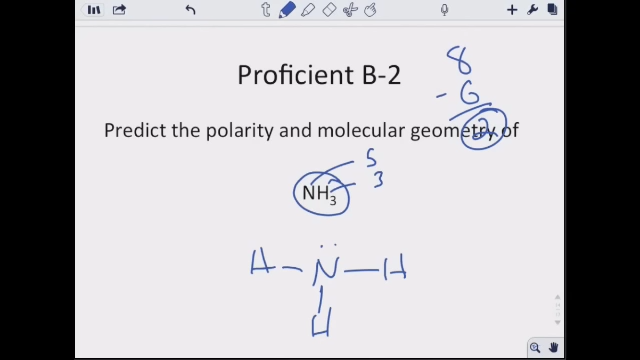 Proficient B-2
8
- 6
2
Predict the polarity and molecular geometry of
5
3
NH₃
H - N - H
H